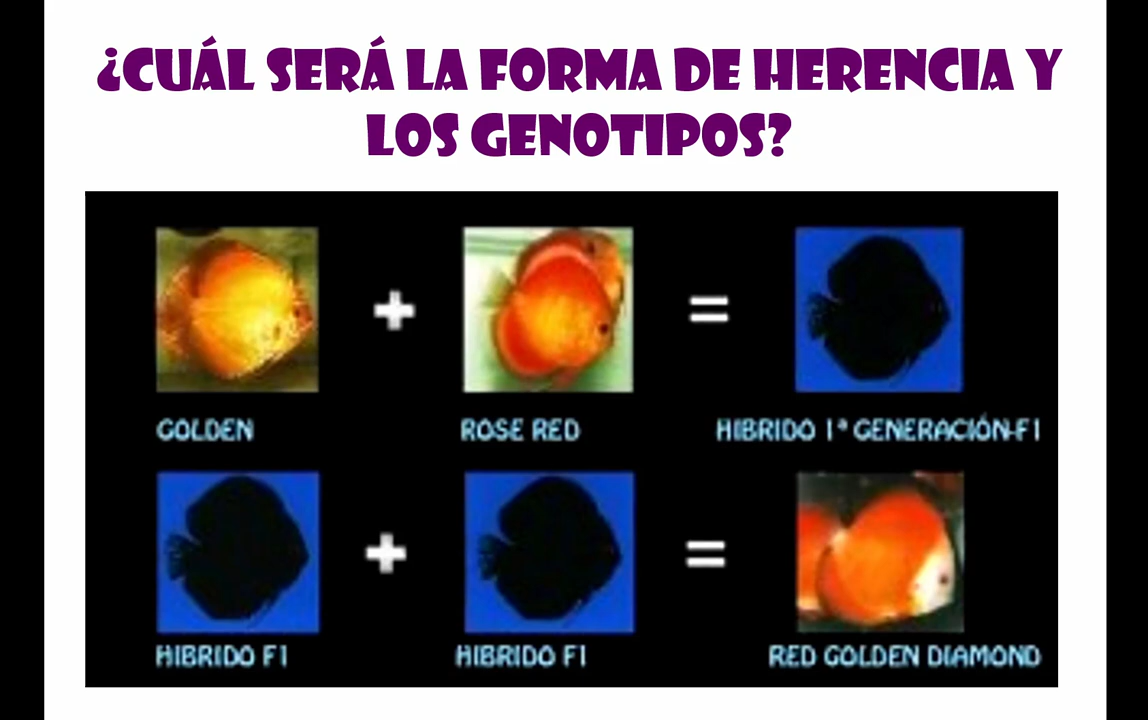 ¿CUÁL SERÁ LA FORMA DE HERENCIA Y
LOS GENOTIPOS?
GOLDEN
ROSE RED
HIBRIDO 1ª GENERACIÓN-F1
HIBRIDO F1
HIBRIDO F1
RED GOLDEN DIAMOND